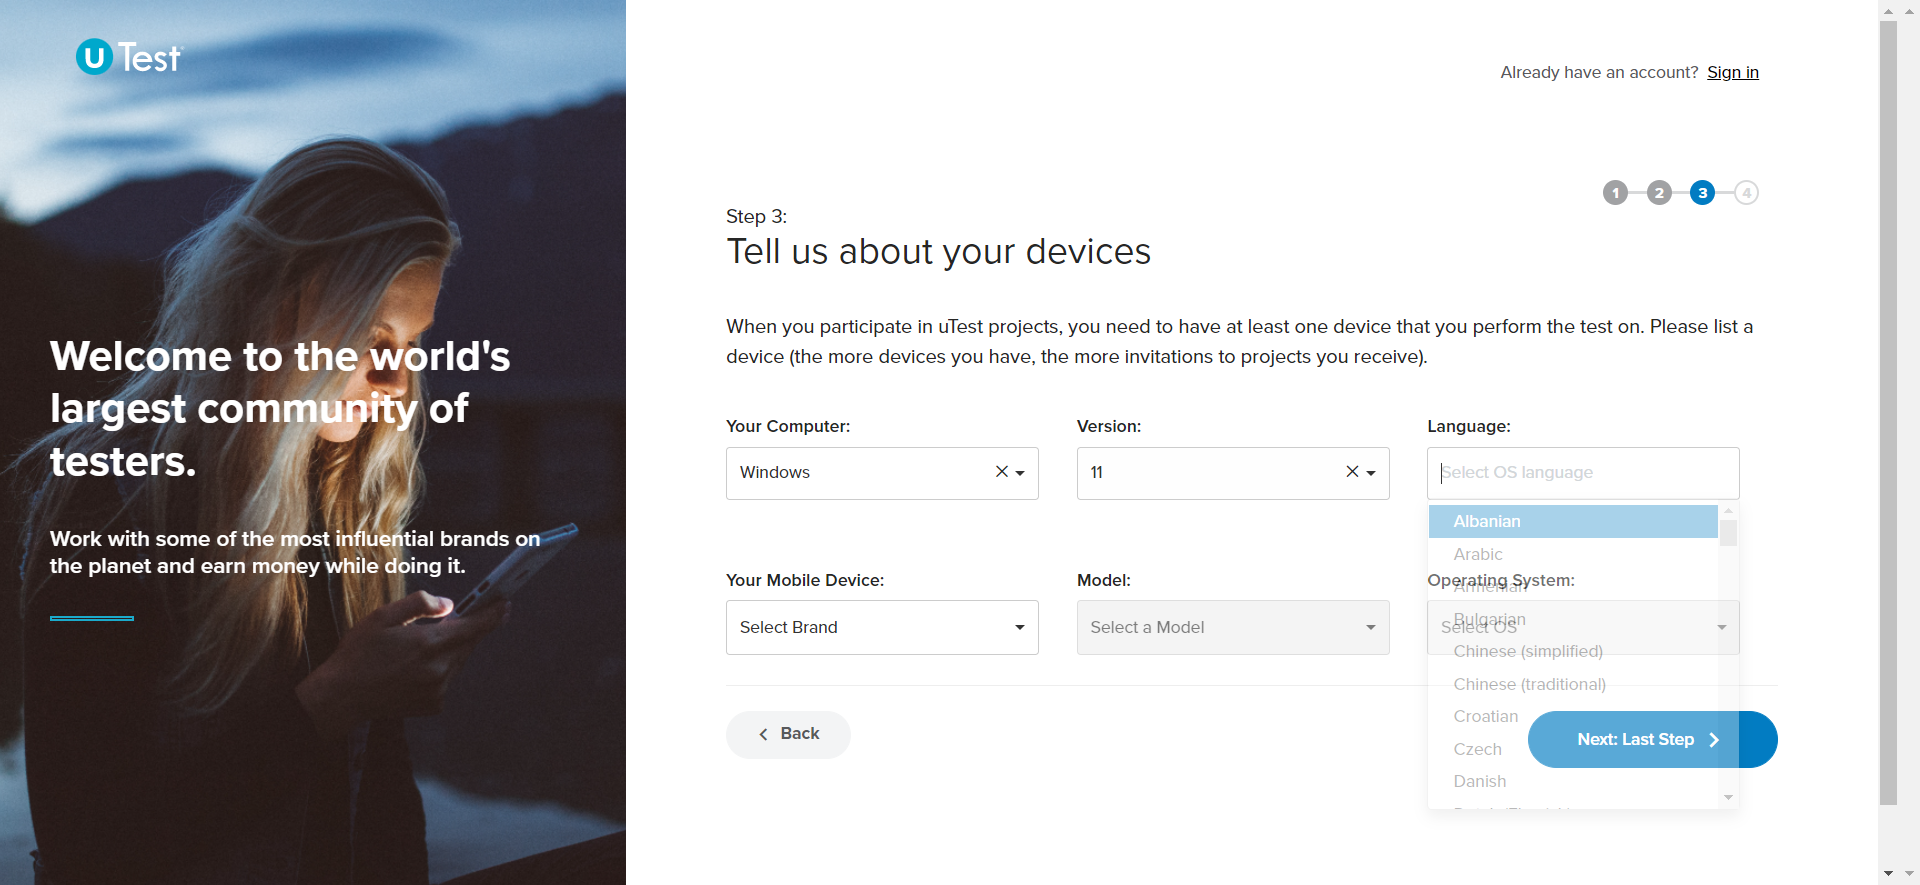 U Test
Welcome to the world's
largest community of
testers.
Work with some of the most influential brands on
the planet and earn money while doing it.
Already have an account? Sign in
1 2 3 4
Step 3:
Tell us about your devices
When you participate in uTest projects, you need to have at least one device that you perform the test on. Please list a
device (the more devices you have, the more invitations to projects you receive).
Your Computer: Version: Language:
Windows 11 Select OS language
Albanian
Arabic
Armenian
Bulgarian
Chinese (simplified)
Chinese (traditional)
Croatian
Czech
Danish
Your Mobile Device: Model: Operating System:
Select Brand Select a Model Select OS
Back Next: Last Step